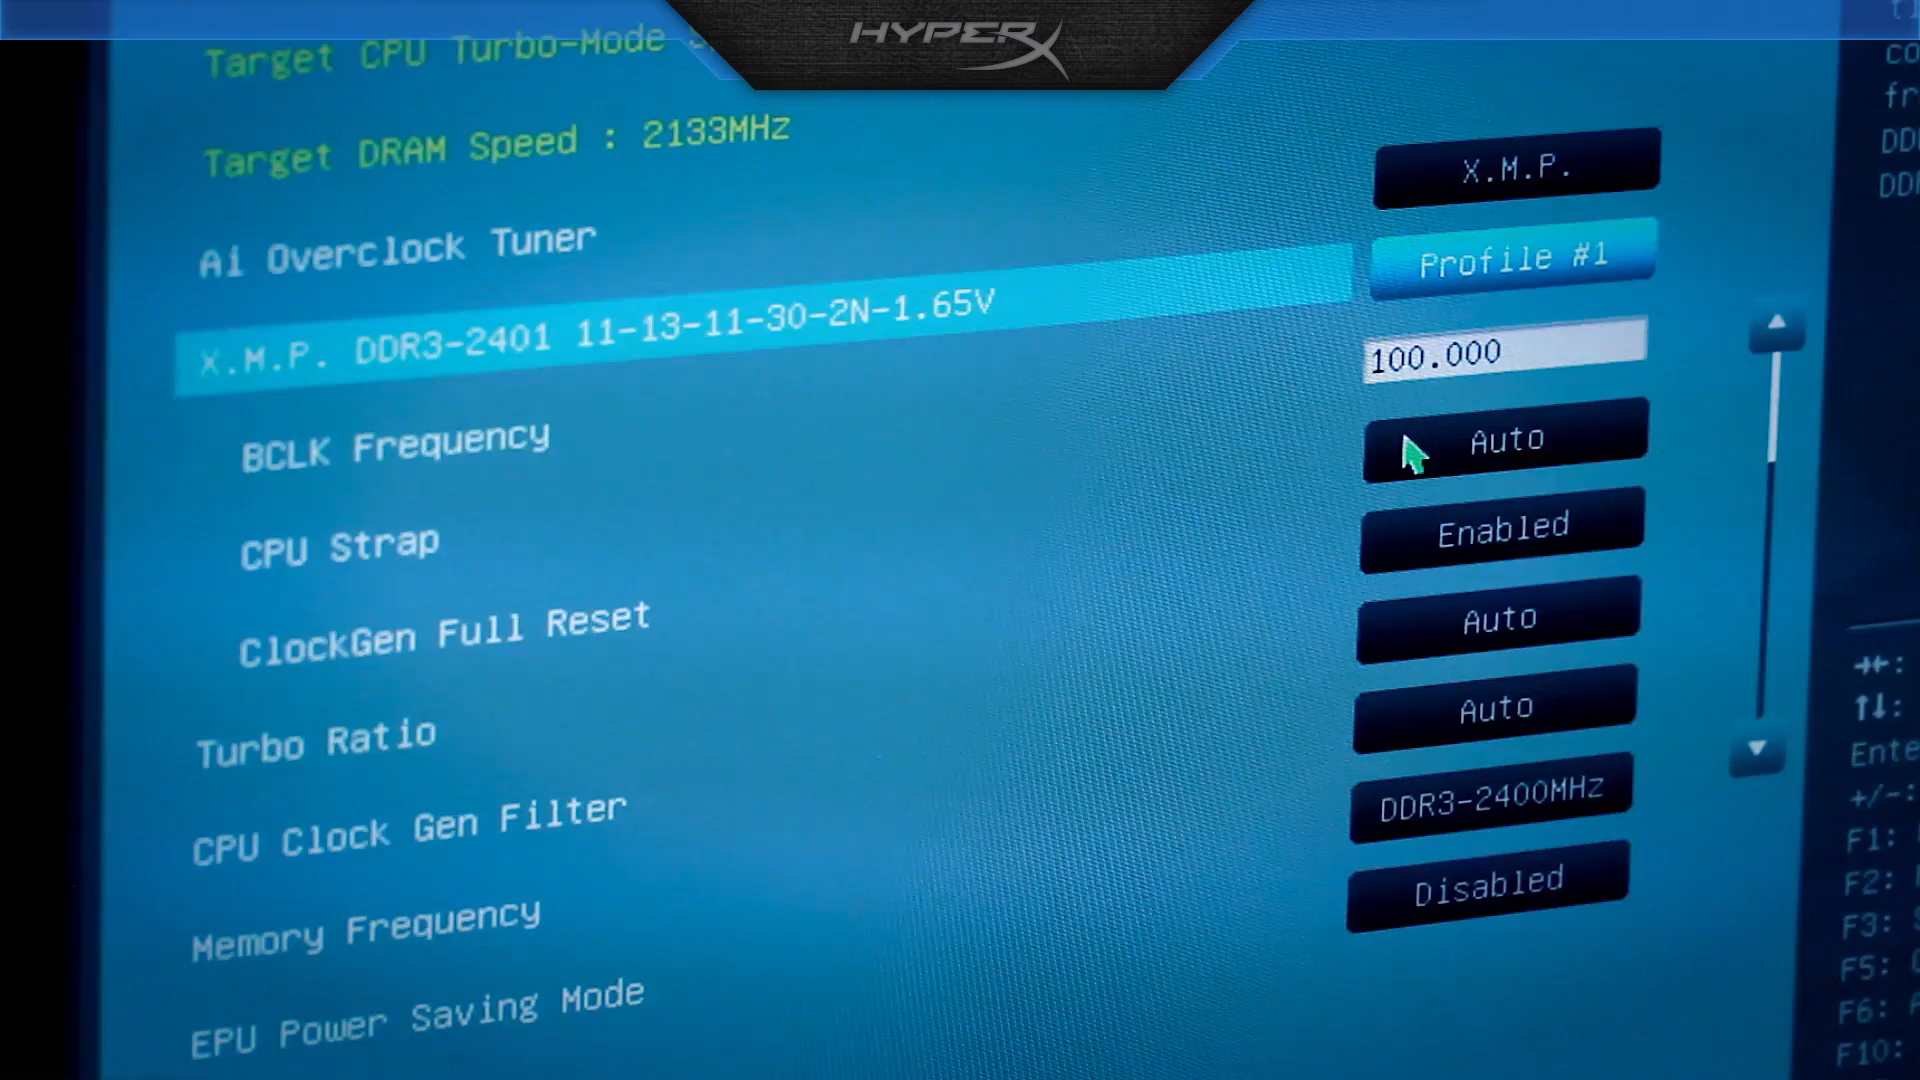 HYPERX
Target CPU Turbo-Mode
Target DRAM Speed : 2133MHz
Ai Overclock Tuner
X.M.P.
X.M.P. DDR3-2401 11-13-11-30-2N-1.65V
Profile #1
BCLK Frequency
100.000
CPU Strap
Auto
ClockGen Full Reset
Enabled
Turbo Ratio
Auto
CPU Clock Gen Filter
Auto
Memory Frequency
DDR3-2400MHz
EPU Power Saving Mode
Disabled
→←:
↑↓:
+/-:
F1:
F2:
F3:
F5:
F6:
F10: